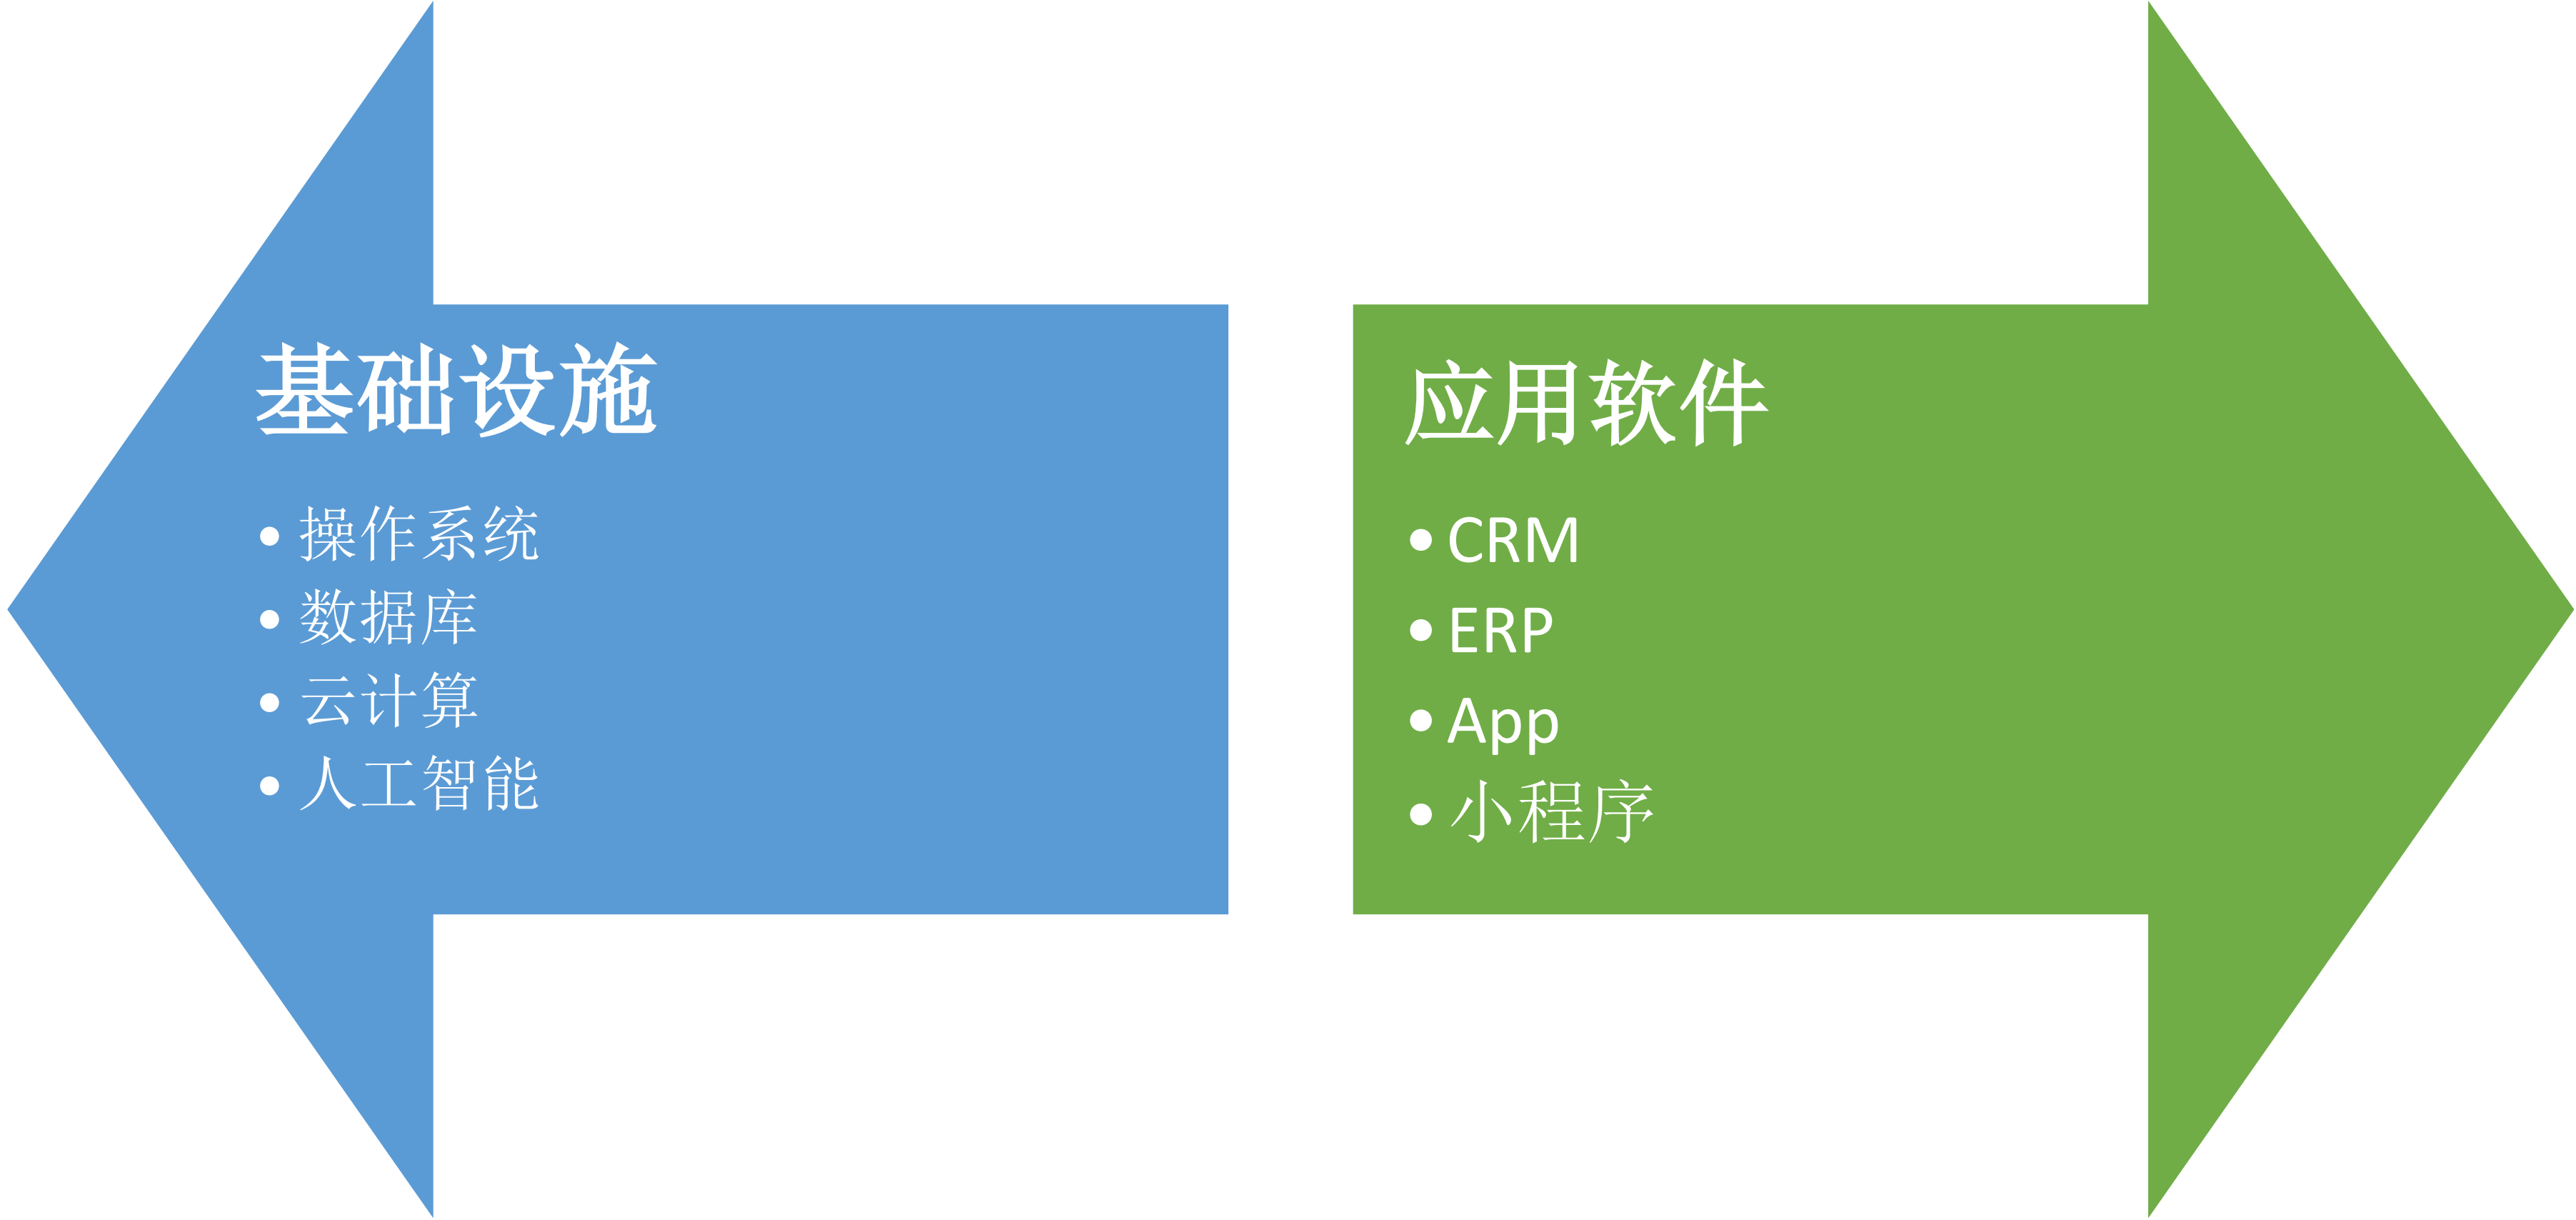 基础设施
• 操作系统
• 数据库
• 云计算
• 人工智能
应用软件
• CRM
• ERP
• App
• 小程序